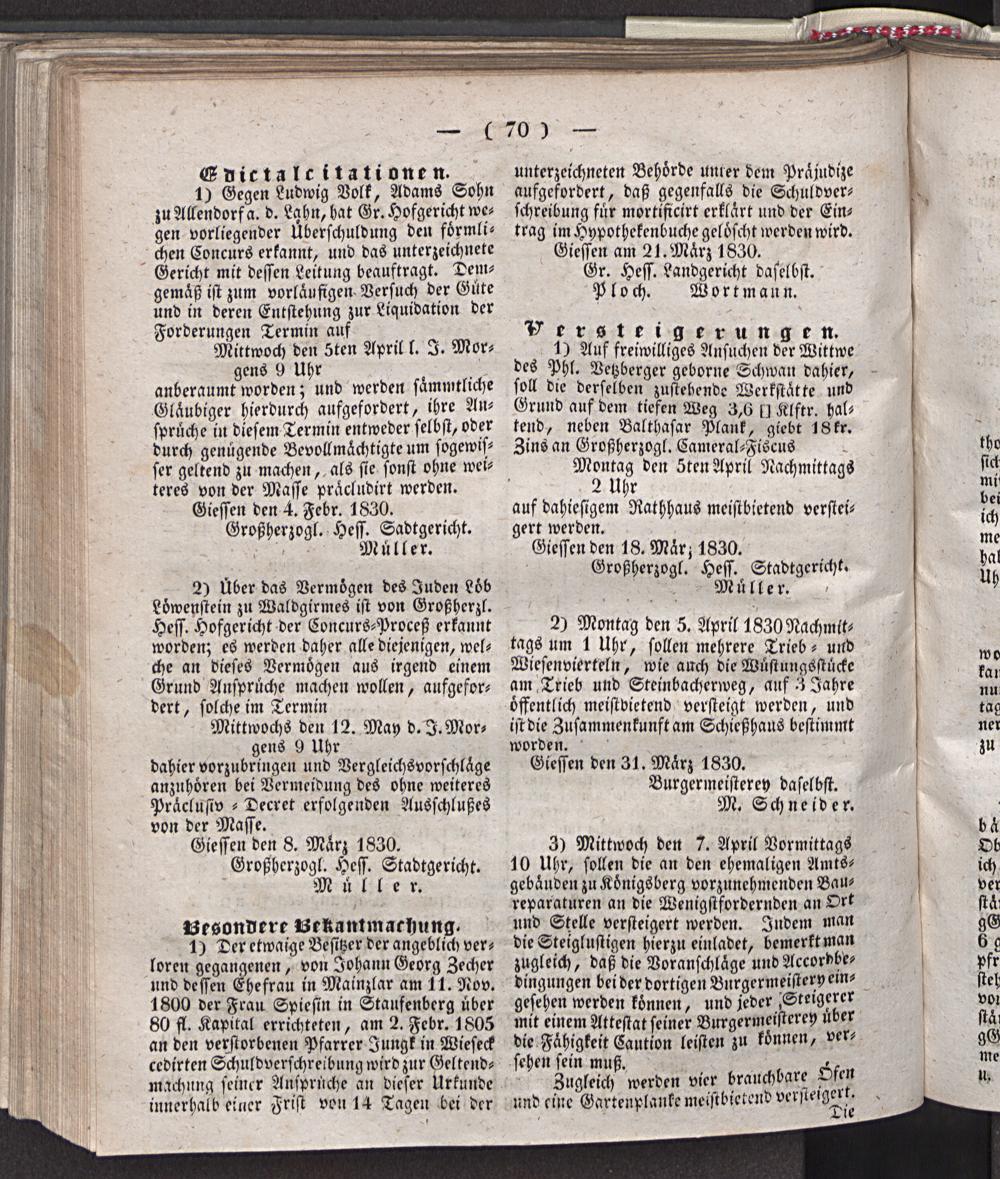 — ( 70 ) —
Edictalcitationen.
1) Gegen Ludwig Volk, Adams Sohn
zu Allendorf a. d. Lahn, hat Gr. Hofgericht we-
gen vorliegender Überschuldung den förmli-
chen Concurs erkannt, und das unterzeichnete
Gericht mit dessen Leitung beauftragt. Dem-
gemäß ist zum vorläufigen Versuch der Güte
und in deren Entstehung zur Liquidation der
Forderungen Termin auf
Mittwoch den 5ten April l. J. Mor-
gens 9 Uhr
anberaumt worden; und werden sämmtliche
Gläubiger hierdurch aufgefordert, ihre An-
sprüche in diesem Termin entweder selbst, oder
durch genügende Bevollmächtigte um sogewis-
ser geltend zu machen, als sie sonst ohne wei-
teres von der Masse präcludirt werden.
Giessen den 4. Febr. 1830.
Großherzogl. Hess. Sadtgericht.
Müller.
2) Über das Vermögen des Juden Löb
Löwenstein zu Waldgirmes ist von Großherzl.
Hess. Hofgericht der Concurs-Proceß erkannt
worden; es werden daher alle diejenigen, wel-
che an dieses Vermögen aus irgend einem
Grund Ansprüche machen wollen, aufgefor-
dert, solche im Termin
Mittwochs den 12. May d. J. Mor-
gens 9 Uhr
dahier vorzubringen und Vergleichsvorschläge
anzuhören bei Vermeidung des ohne weiteres
Präclusiv-Decret erfolgenden Ausschlußes
von der Masse.
Giessen den 8. März 1830.
Großherzogl. Hess. Stadtgericht.
Müller.
Besondere Bekantmachung.
1) Der etwaige Besitzer der angeblich ver-
loren gegangenen, von Johann Georg Zecher
und dessen Ehefrau in Mainzlar am 11. Nov.
1800 der Frau Spiesin in Staufenberg über
80 fl. Kapital errichteten, am 2. Febr. 1805
an den verstorbenen Pfarrer Jungk in Wieseck
cedirten Schuldverschreibung wird zur Geltend-
machung seiner Ansprüche an dieser Urkunde
innerhalb einer Frist von 14 Tagen bei der
unterzeichneten Behörde unter dem Präjudize
aufgefordert, daß gegenfalls die Schuldver-
schreibung für mortificirt erklärt und der Ein-
trag im Hypothekenbuche gelöscht werden wird.
Giessen am 21. März 1830.
Gr. Hess. Landgericht daselbst.
Ploch. Wortmann.
Versteigerungen.
1) Auf freiwilliges Ansuchen der Wittwe
des Phl. Vetzberger geborne Schwan dahier,
soll die derselben zustehende Werkstätte und
Grund auf dem tiefen Weg 3,6 [] Klftr. hal-
tend, neben Balthasar Plank, giebt 18 kr.
Zins an Großherzogl. Cameral-Fiscus
Montag den 5ten April Nachmittags
2 Uhr
auf dahiesigem Rathhaus meistbietend verstei-
gert werden.
Giessen den 18. März 1830.
Großherzogl. Hess. Stadtgericht.
Müller.
2) Montag den 5. April 1830 Nachmit-
tags um 1 Uhr, sollen mehrere Trieb- und
Wiesenvierteln, wie auch die Wüstungsstücke
am Trieb und Steinbacherweg, auf 3 Jahre
öffentlich meistbietend versteigt werden, und
ist die Zusammenkunft am Schießhaus bestimmt
worden.
Giessen den 31. März 1830.
Burgermeisterey daselbst.
M. Schneider.
3) Mittwoch den 7. April Vormittags
10 Uhr, sollen die an den ehemaligen Amts-
gebänden zu Königsberg vorzunehmenden Bau-
reparaturen an die Wenigstfordernden an Ort
und Stelle versteigert werden. Indem man
die Steiglustigen hierzu einladet, bemerkt man
zugleich, daß die Voranschläge und Accordbe-
dingungen bei der dortigen Burgermeistery ein-
gesehen werden können, und jeder Steigerer
mit einem Attestat seiner Burgermeisterey über
die Fähigkeit Caution leisten zu können, ver-
sehen sein muß.
Zugleich werden vier brauchbare Öfen
und eine Gartenplanke meistbietend versteigert.
Die